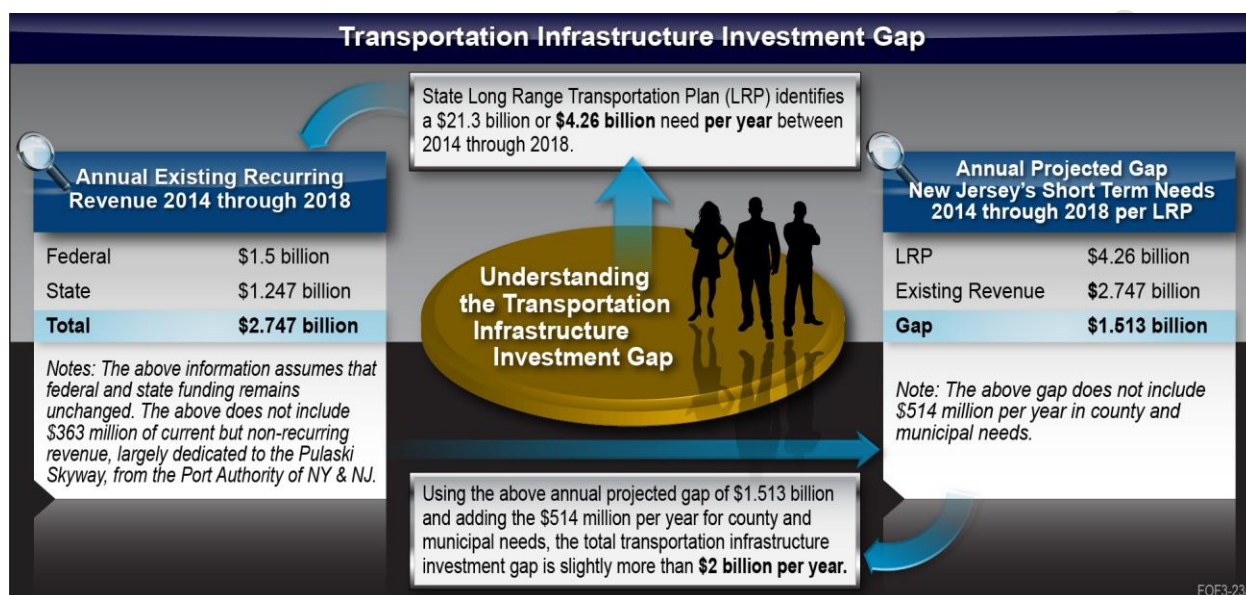 Transportation Infrastructure Investment Gap
State Long Range Transportation Plan (LRP) identifies
a $21.3 billion or $4.26 billion need per year between
2014 through 2018.
Annual Existing Recurring
Revenue 2014 through 2018
Federal $1.5 billion
State $1.247 billion
Total $2.747 billion
Notes: The above information assumes that
federal and state funding remains
unchanged. The above does not include
$363 million of current but non-recurring
revenue, largely dedicated to the Pulaski
Skyway, from the Port Authority of NY & NJ.
Understanding
the Transportation
Infrastructure
Investment Gap
Annual Projected Gap
New Jersey's Short Term Needs
2014 through 2018 per LRP
LRP $4.26 billion
Existing Revenue $2.747 billion
Gap $1.513 billion
Note: The above gap does not include
$514 million per year in county and
municipal needs.
Using the above annual projected gap of $1.513 billion
and adding the $514 million per year for county and
municipal needs, the total transportation infrastructure
investment gap is slightly more than $2 billion per year.
FOF3-23